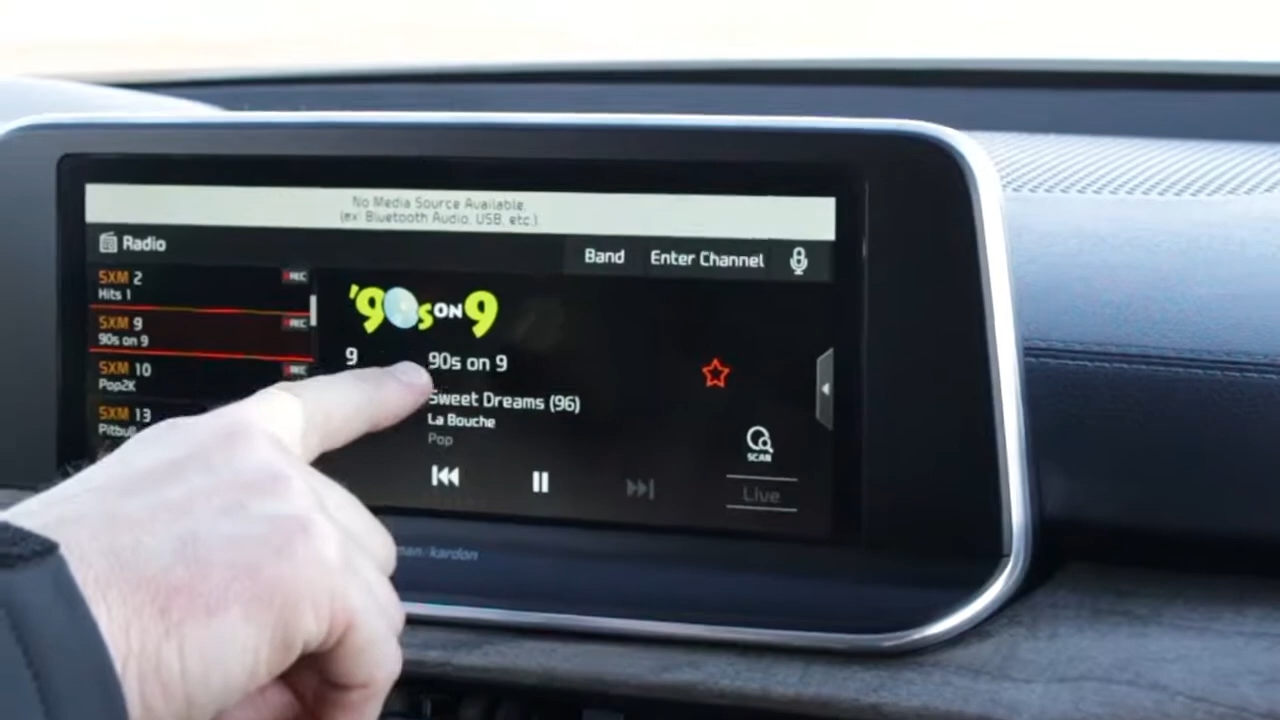 No Media Source Available.
(ex: Bluetooth Audio, USB, etc.)
Radio
Band
Enter Channel
SXM 2
REC
Hits 1
SXM 9
REC
90s on 9
SXM 10
REC
Pop2K
SXM 13
'90s ON 9
9
90s on 9
Sweet Dreams (96)
La Bouche
Pop
SCAN
Live
kardon